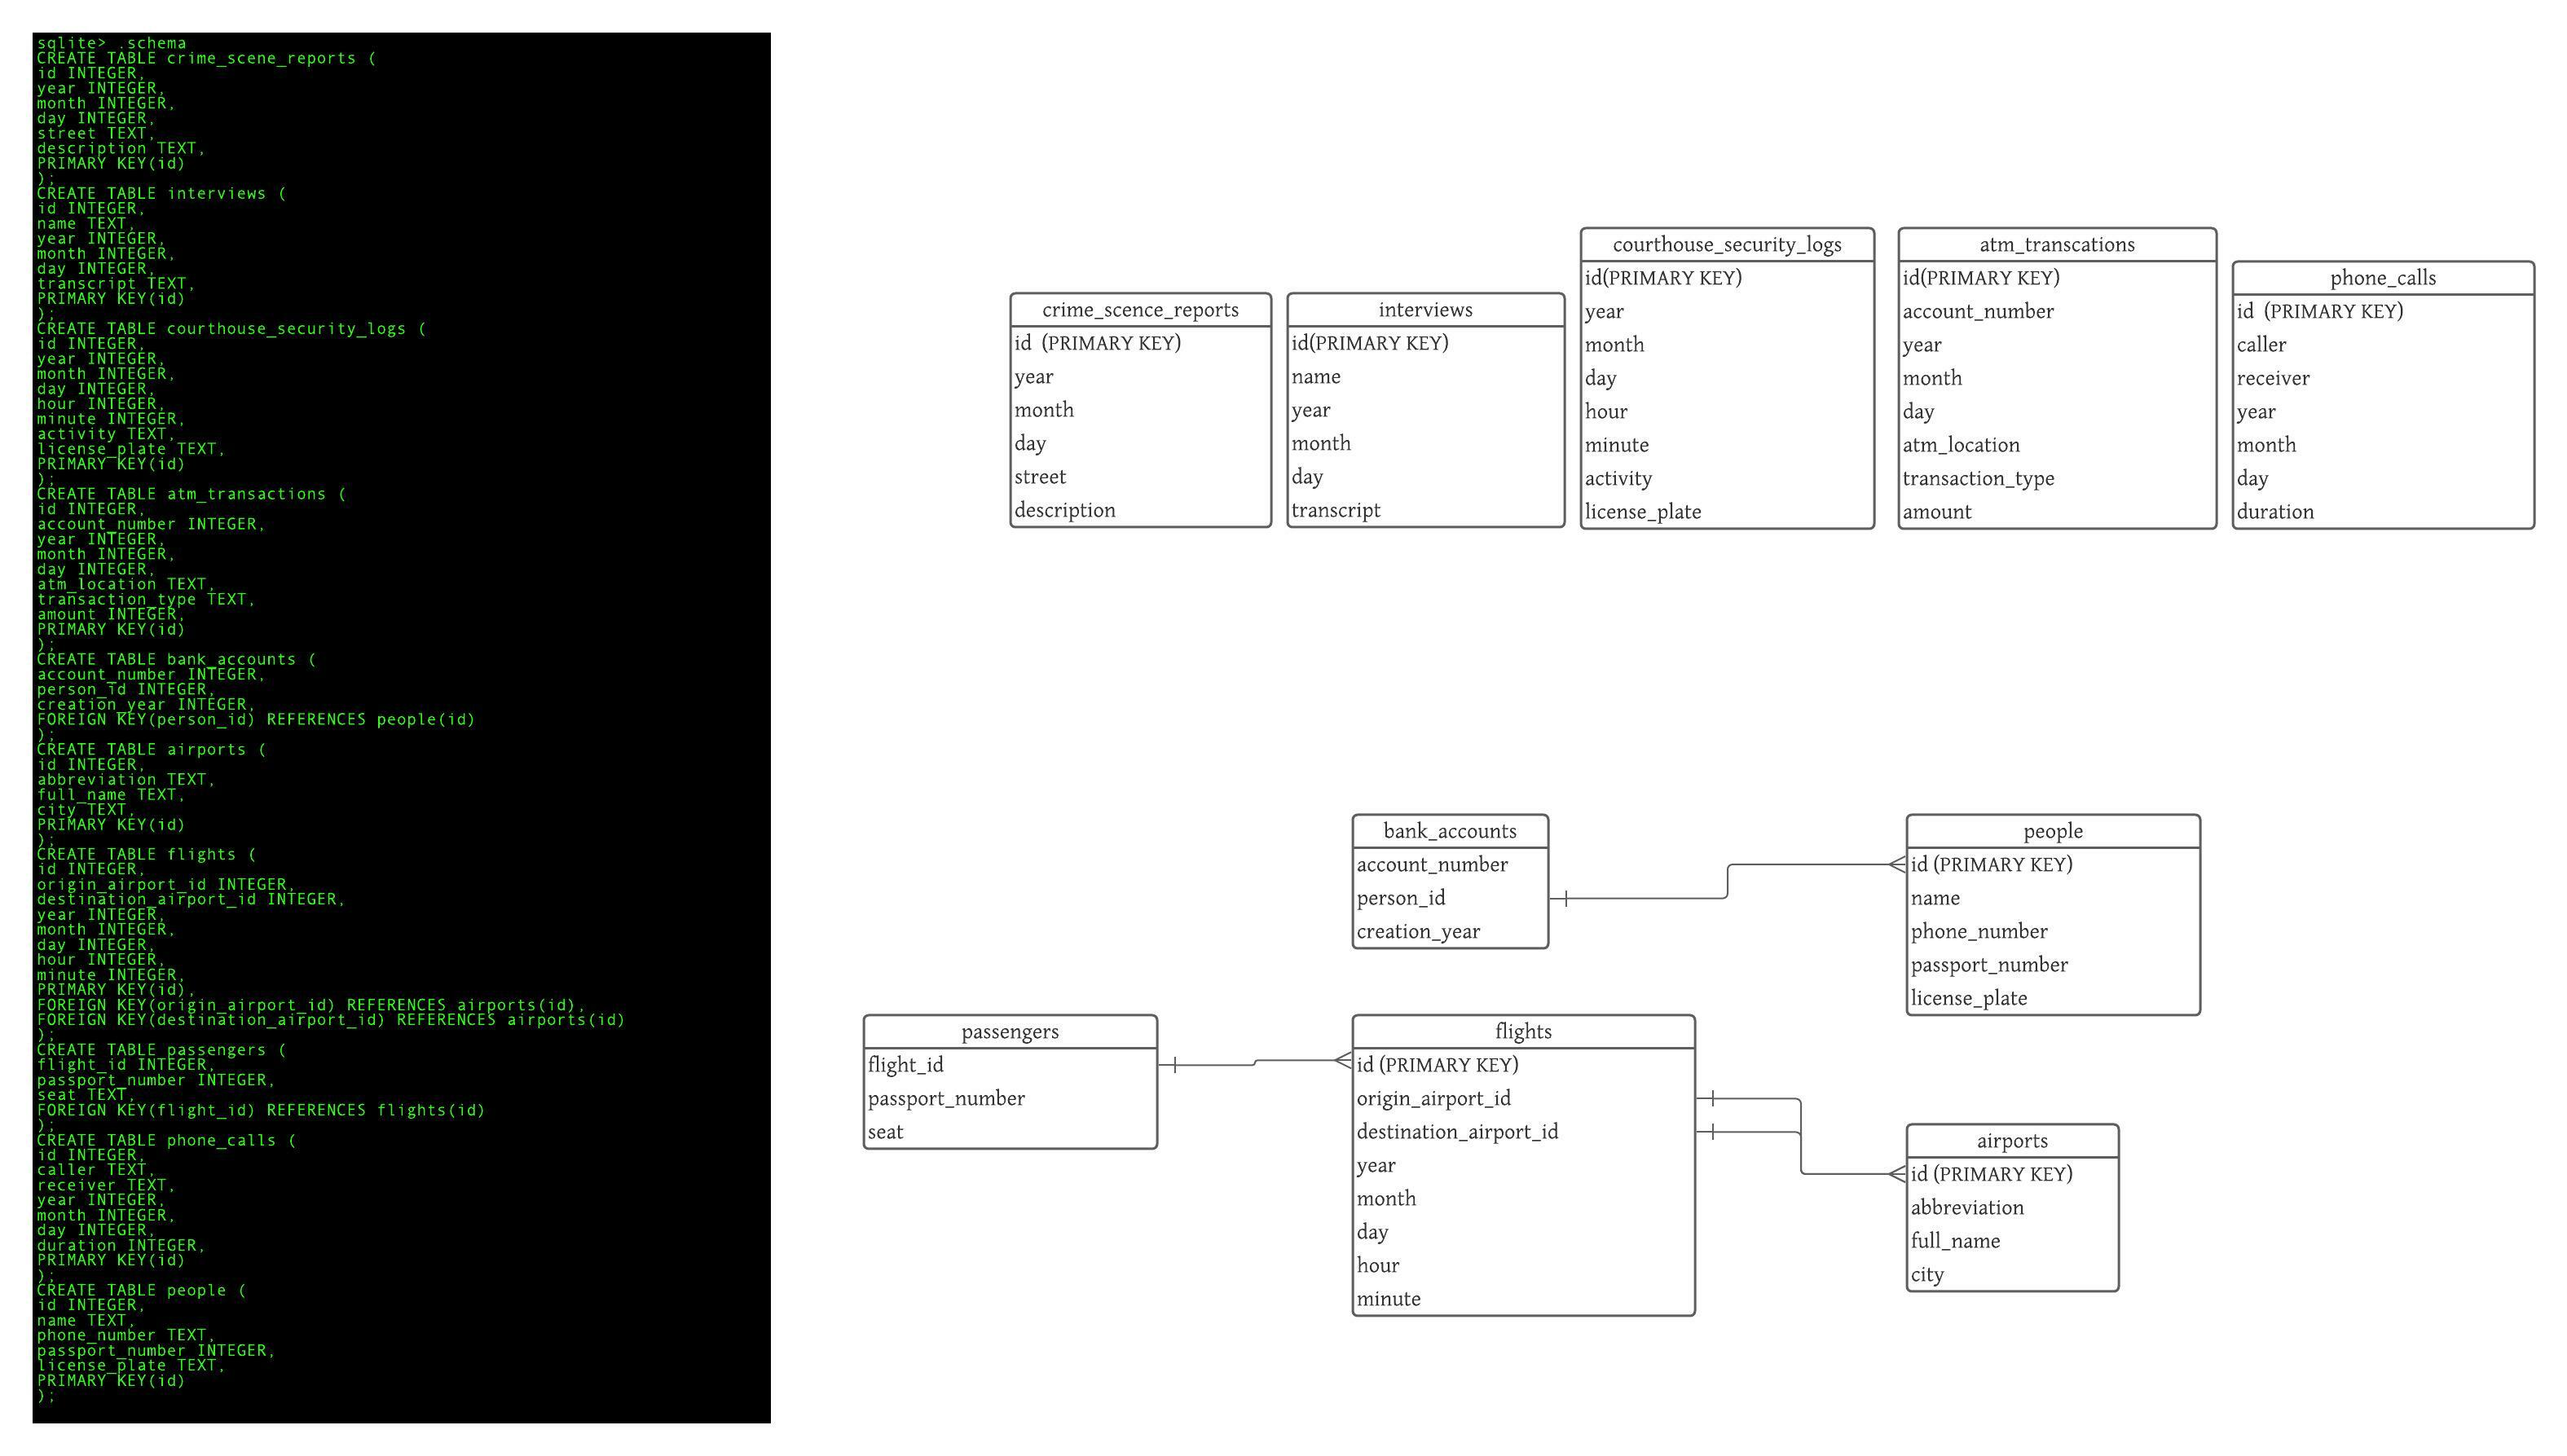 sqlite> .schema
CREATE TABLE crime_scene_reports (
id INTEGER,
year INTEGER,
month INTEGER,
day INTEGER,
street TEXT,
description TEXT,
PRIMARY KEY(id)
);
CREATE TABLE interviews (
id INTEGER,
name TEXT,
year INTEGER,
month INTEGER,
day INTEGER,
transcript TEXT,
PRIMARY KEY(id)
);
CREATE TABLE courthouse_security_logs (
id INTEGER,
year INTEGER,
month INTEGER,
day INTEGER,
hour INTEGER,
minute INTEGER,
activity TEXT,
license_plate TEXT,
PRIMARY KEY(id)
);
CREATE TABLE atm_transactions (
id INTEGER,
account_number INTEGER,
year INTEGER,
month INTEGER,
day INTEGER,
atm_location TEXT,
transaction_type TEXT,
amount INTEGER,
PRIMARY KEY(id)
);
CREATE TABLE bank_accounts (
account_number INTEGER,
person_id INTEGER,
creation_year INTEGER,
FOREIGN KEY(person_id) REFERENCES people(id)
);
CREATE TABLE airports (
id INTEGER,
abbreviation TEXT,
full_name TEXT,
city TEXT,
PRIMARY KEY(id)
);
CREATE TABLE flights (
id INTEGER,
origin_airport_id INTEGER,
destination_airport_id INTEGER,
year INTEGER,
month INTEGER,
day INTEGER,
hour INTEGER,
minute INTEGER,
PRIMARY KEY(id),
FOREIGN KEY(origin_airport_id) REFERENCES airports(id),
FOREIGN KEY(destination_airport_id) REFERENCES airports(id)
);
CREATE TABLE passengers (
flight_id INTEGER,
passport_number INTEGER,
seat TEXT,
FOREIGN KEY(flight_id) REFERENCES flights(id)
);
CREATE TABLE phone_calls (
id INTEGER,
caller TEXT,
receiver TEXT,
year INTEGER,
month INTEGER,
day INTEGER,
duration INTEGER,
PRIMARY KEY(id)
);
CREATE TABLE people (
id INTEGER,
name TEXT,
phone_number TEXT,
passport_number INTEGER,
license_plate TEXT,
PRIMARY KEY(id)
);
crime_scence_reports
id (PRIMARY KEY)
year
month
day
street
description
interviews
id(PRIMARY KEY)
name
year
month
day
transcript
courthouse_security_logs
id(PRIMARY KEY)
year
month
day
hour
minute
activity
license_plate
atm_transcations
id(PRIMARY KEY)
account_number
year
month
day
atm_location
transaction_type
amount
phone_calls
id (PRIMARY KEY)
caller
receiver
year
month
day
duration
bank_accounts
account_number
person_id
creation_year
people
id (PRIMARY KEY)
name
phone_number
passport_number
license_plate
passengers
flight_id
passport_number
seat
flights
id (PRIMARY KEY)
origin_airport_id
destination_airport_id
year
month
day
hour
minute
airports
id (PRIMARY KEY)
abbreviation
full_name
city